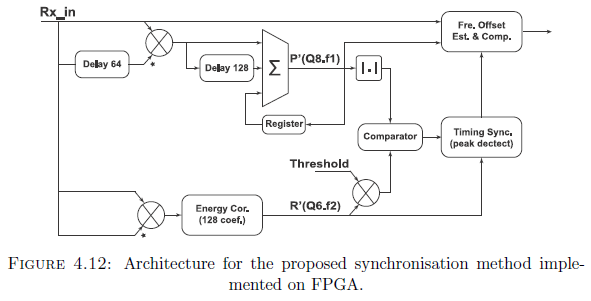 Rx_in
Fre. Offset
Est. & Comp.
Delay 64
*
Delay 128
Σ
P'(Q8.f1)
|.|
Register
Comparator
Timing Sync.
(peak dectect)
Threshold
Energy Cor.
(128 coef.)
R'(Q6.f2)
*
FIGURE 4.12: Architecture for the proposed synchronisation method imple-
mented on FPGA.